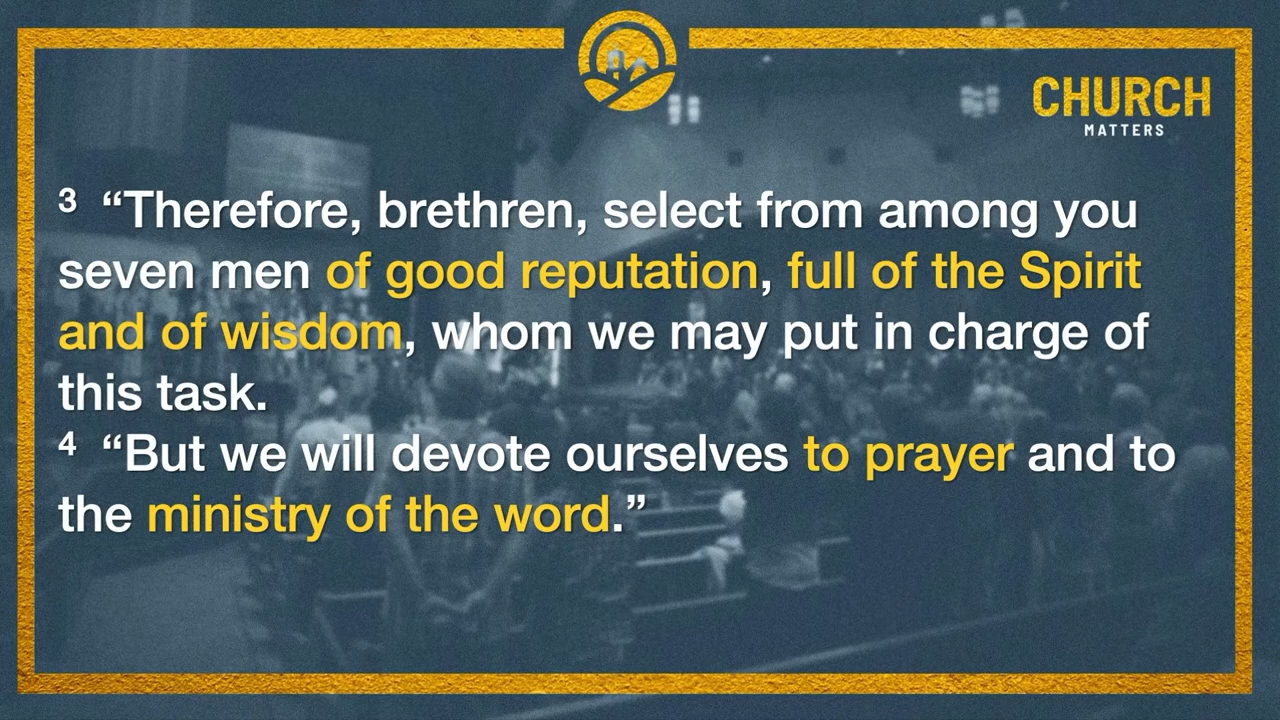 CHURCH
MATTERS
3 “Therefore, brethren, select from among you
seven men of good reputation, full of the Spirit
and of wisdom, whom we may put in charge of
this task.
4 “But we will devote ourselves to prayer and to
the ministry of the word.”